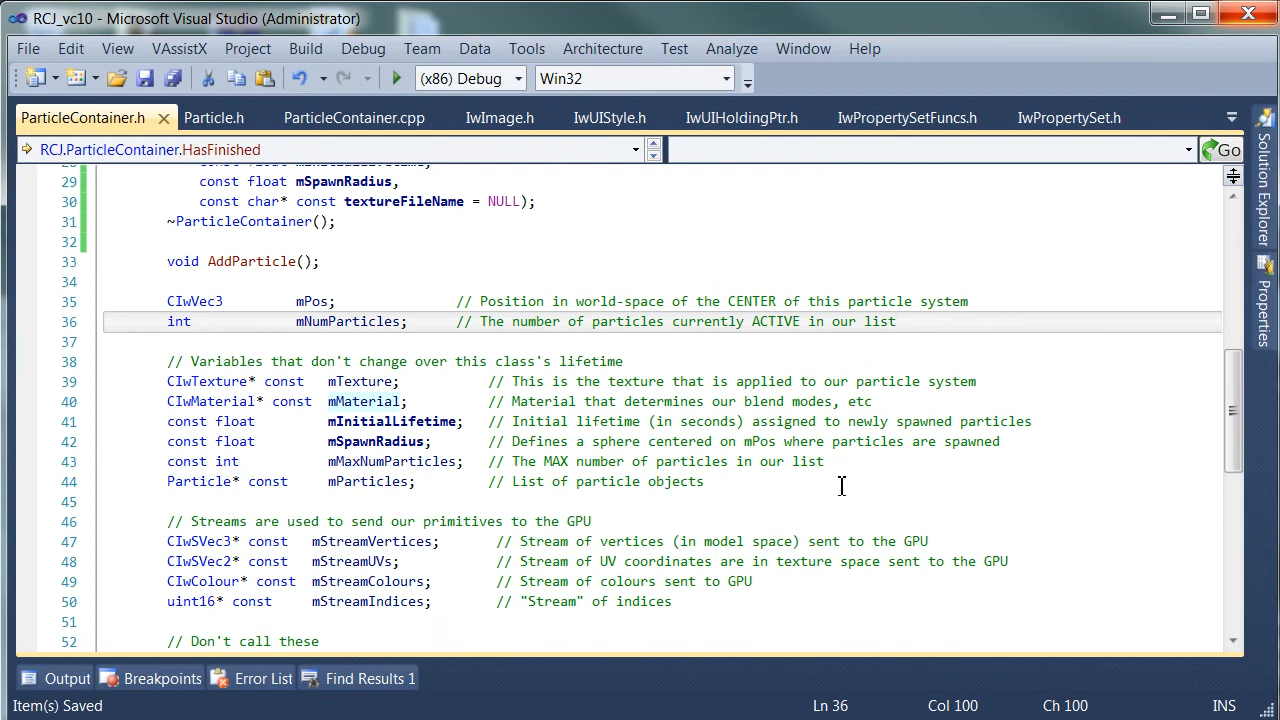 RCJ_vc10 - Microsoft Visual Studio (Administrator)
File Edit View VAssistX Project Build Debug Team Data Tools Architecture Test Analyze Window Help
(x86) Debug Win32
ParticleContainer.h Particle.h ParticleContainer.cpp IwImage.h IwUIStyle.h IwUIHoldingPtr.h IwPropertySetFuncs.h IwPropertySet.h
RCJ.ParticleContainer.HasFinished Go
29 const float mSpawnRadius,
30 const char* const textureFileName = NULL);
31 ~ParticleContainer();
32
33 void AddParticle();
34
35 CIwVec3 mPos; // Position in world-space of the CENTER of this particle system
36 int mNumParticles; // The number of particles currently ACTIVE in our list
37
38 // Variables that don't change over this class's lifetime
39 CIwTexture* const mTexture; // This is the texture that is applied to our particle system
40 CIwMaterial* const mMaterial; // Material that determines our blend modes, etc
41 const float mInitialLifetime; // Initial lifetime (in seconds) assigned to newly spawned particles
42 const float mSpawnRadius; // Defines a sphere centered on mPos where particles are spawned
43 const int mMaxNumParticles; // The MAX number of particles in our list
44 Particle* const mParticles; // List of particle objects
45
46 // Streams are used to send our primitives to the GPU
47 CIwSVec3* const mStreamVertices; // Stream of vertices (in model space) sent to the GPU
48 CIwSVec2* const mStreamUVs; // Stream of UV coordinates are in texture space sent to the GPU
49 CIwColour* const mStreamColours; // Stream of colours sent to GPU
50 uint16* const mStreamIndices; // "Stream" of indices
51
52 // Don't call these
Solution Explorer
Properties
Output Breakpoints Error List Find Results 1
Item(s) Saved Ln 36 Col 100 Ch 100 INS